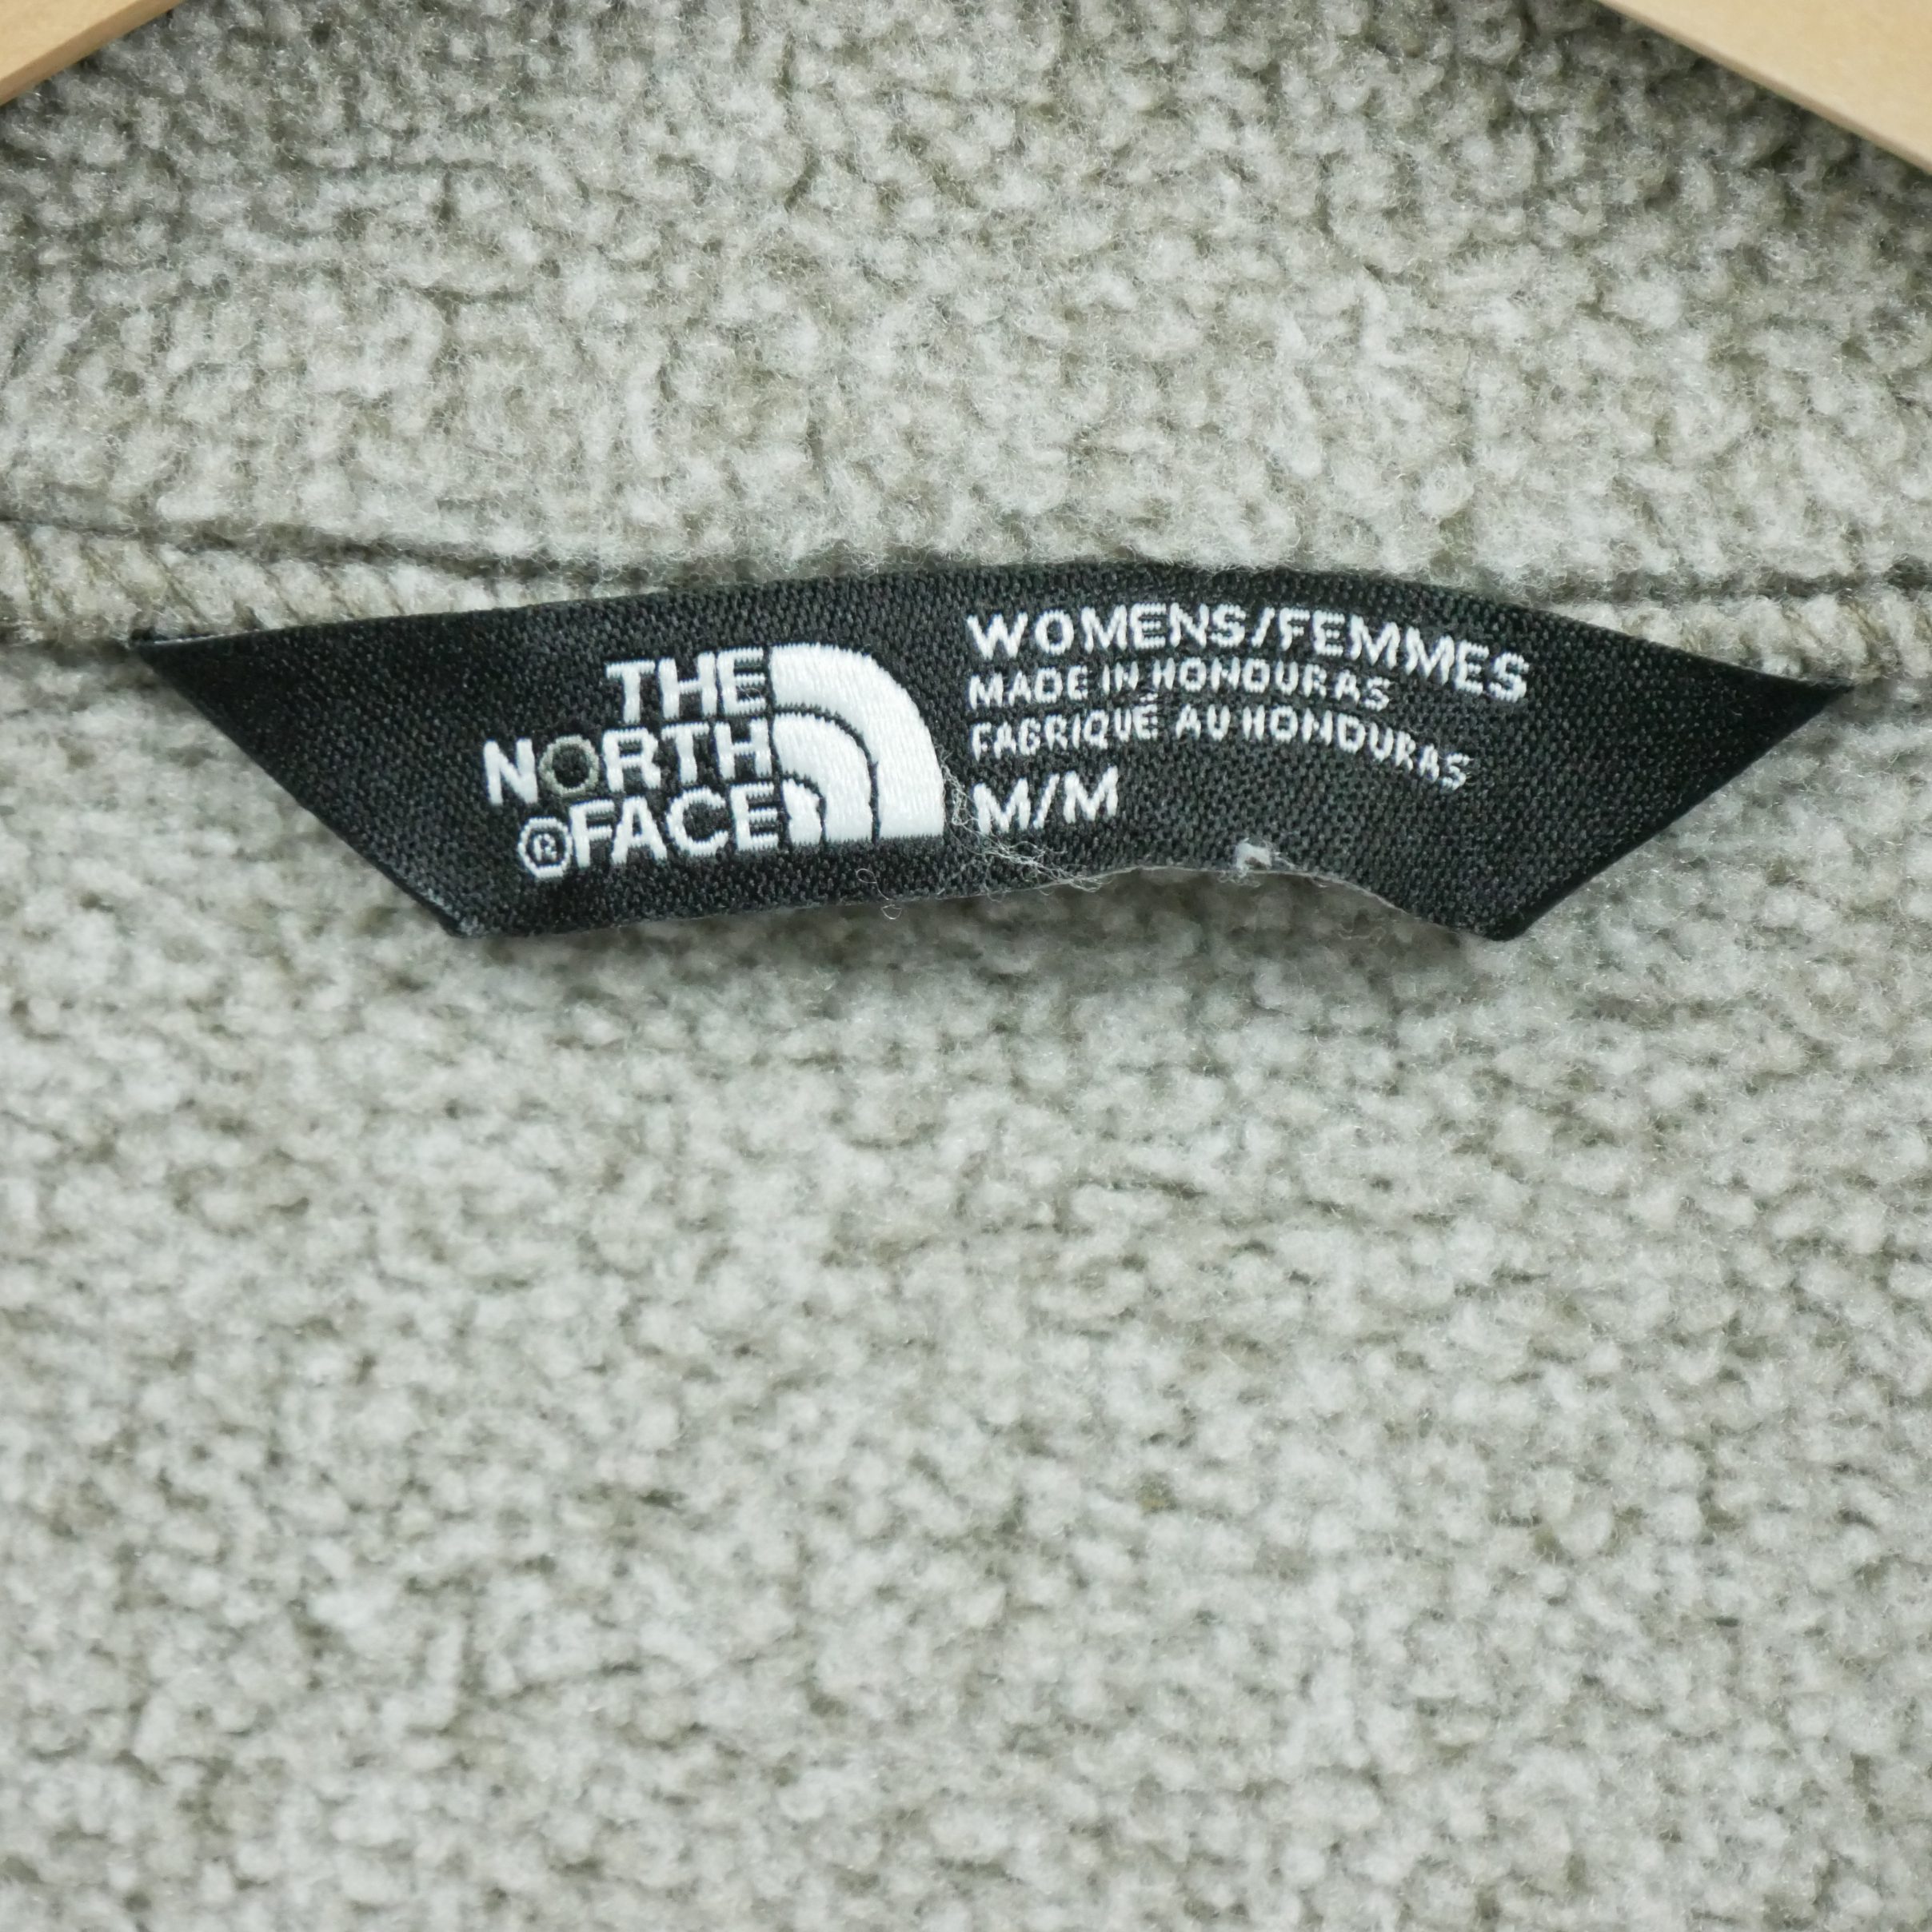 THE
NORTH
®FACE
WOMENS/FEMMES
MADE IN HONDURAS
FABRIQUÉ AU HONDURAS
M/M